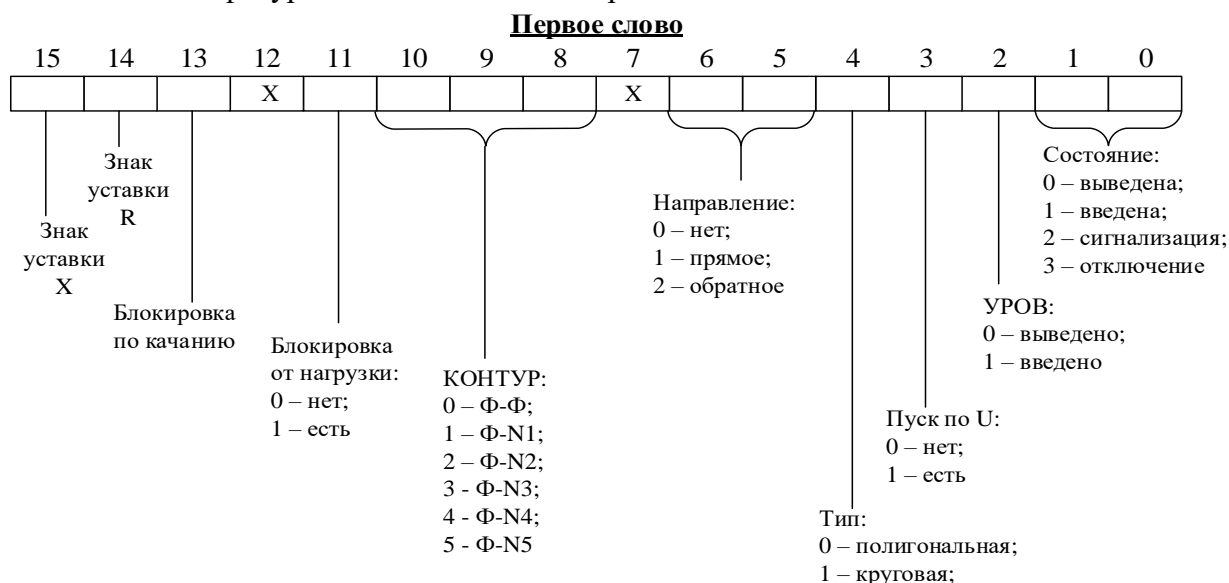 Первое слово
15 14 13 12 11 10 9 8 7 6 5 4 3 2 1 0
X X
Знак
уставки
X
Знак
уставки
R
Блокировка
по качанию
Блокировка
от нагрузки:
0 – нет;
1 – есть
КОНТУР:
0 – Ф-Ф;
1 – Ф-N1;
2 – Ф-N2;
3 - Ф-N3;
4 - Ф-N4;
5 - Ф-N5
Направление:
0 – нет;
1 – прямое;
2 – обратное
Тип:
0 – полигональная;
1 – круговая;
Пуск по U:
0 – нет;
1 – есть
УРОВ:
0 – выведено;
1 – введено
Состояние:
0 – выведена;
1 – введена;
2 – сигнализация;
3 – отключение